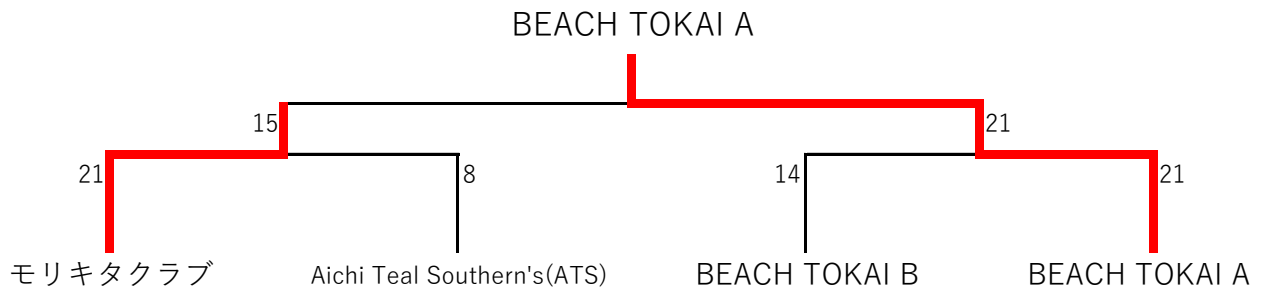 BEACH TOKAI A
15
21
21
8
14
21
モリキタクラブ
Aichi Teal Southern's(ATS)
BEACH TOKAI B
BEACH TOKAI A